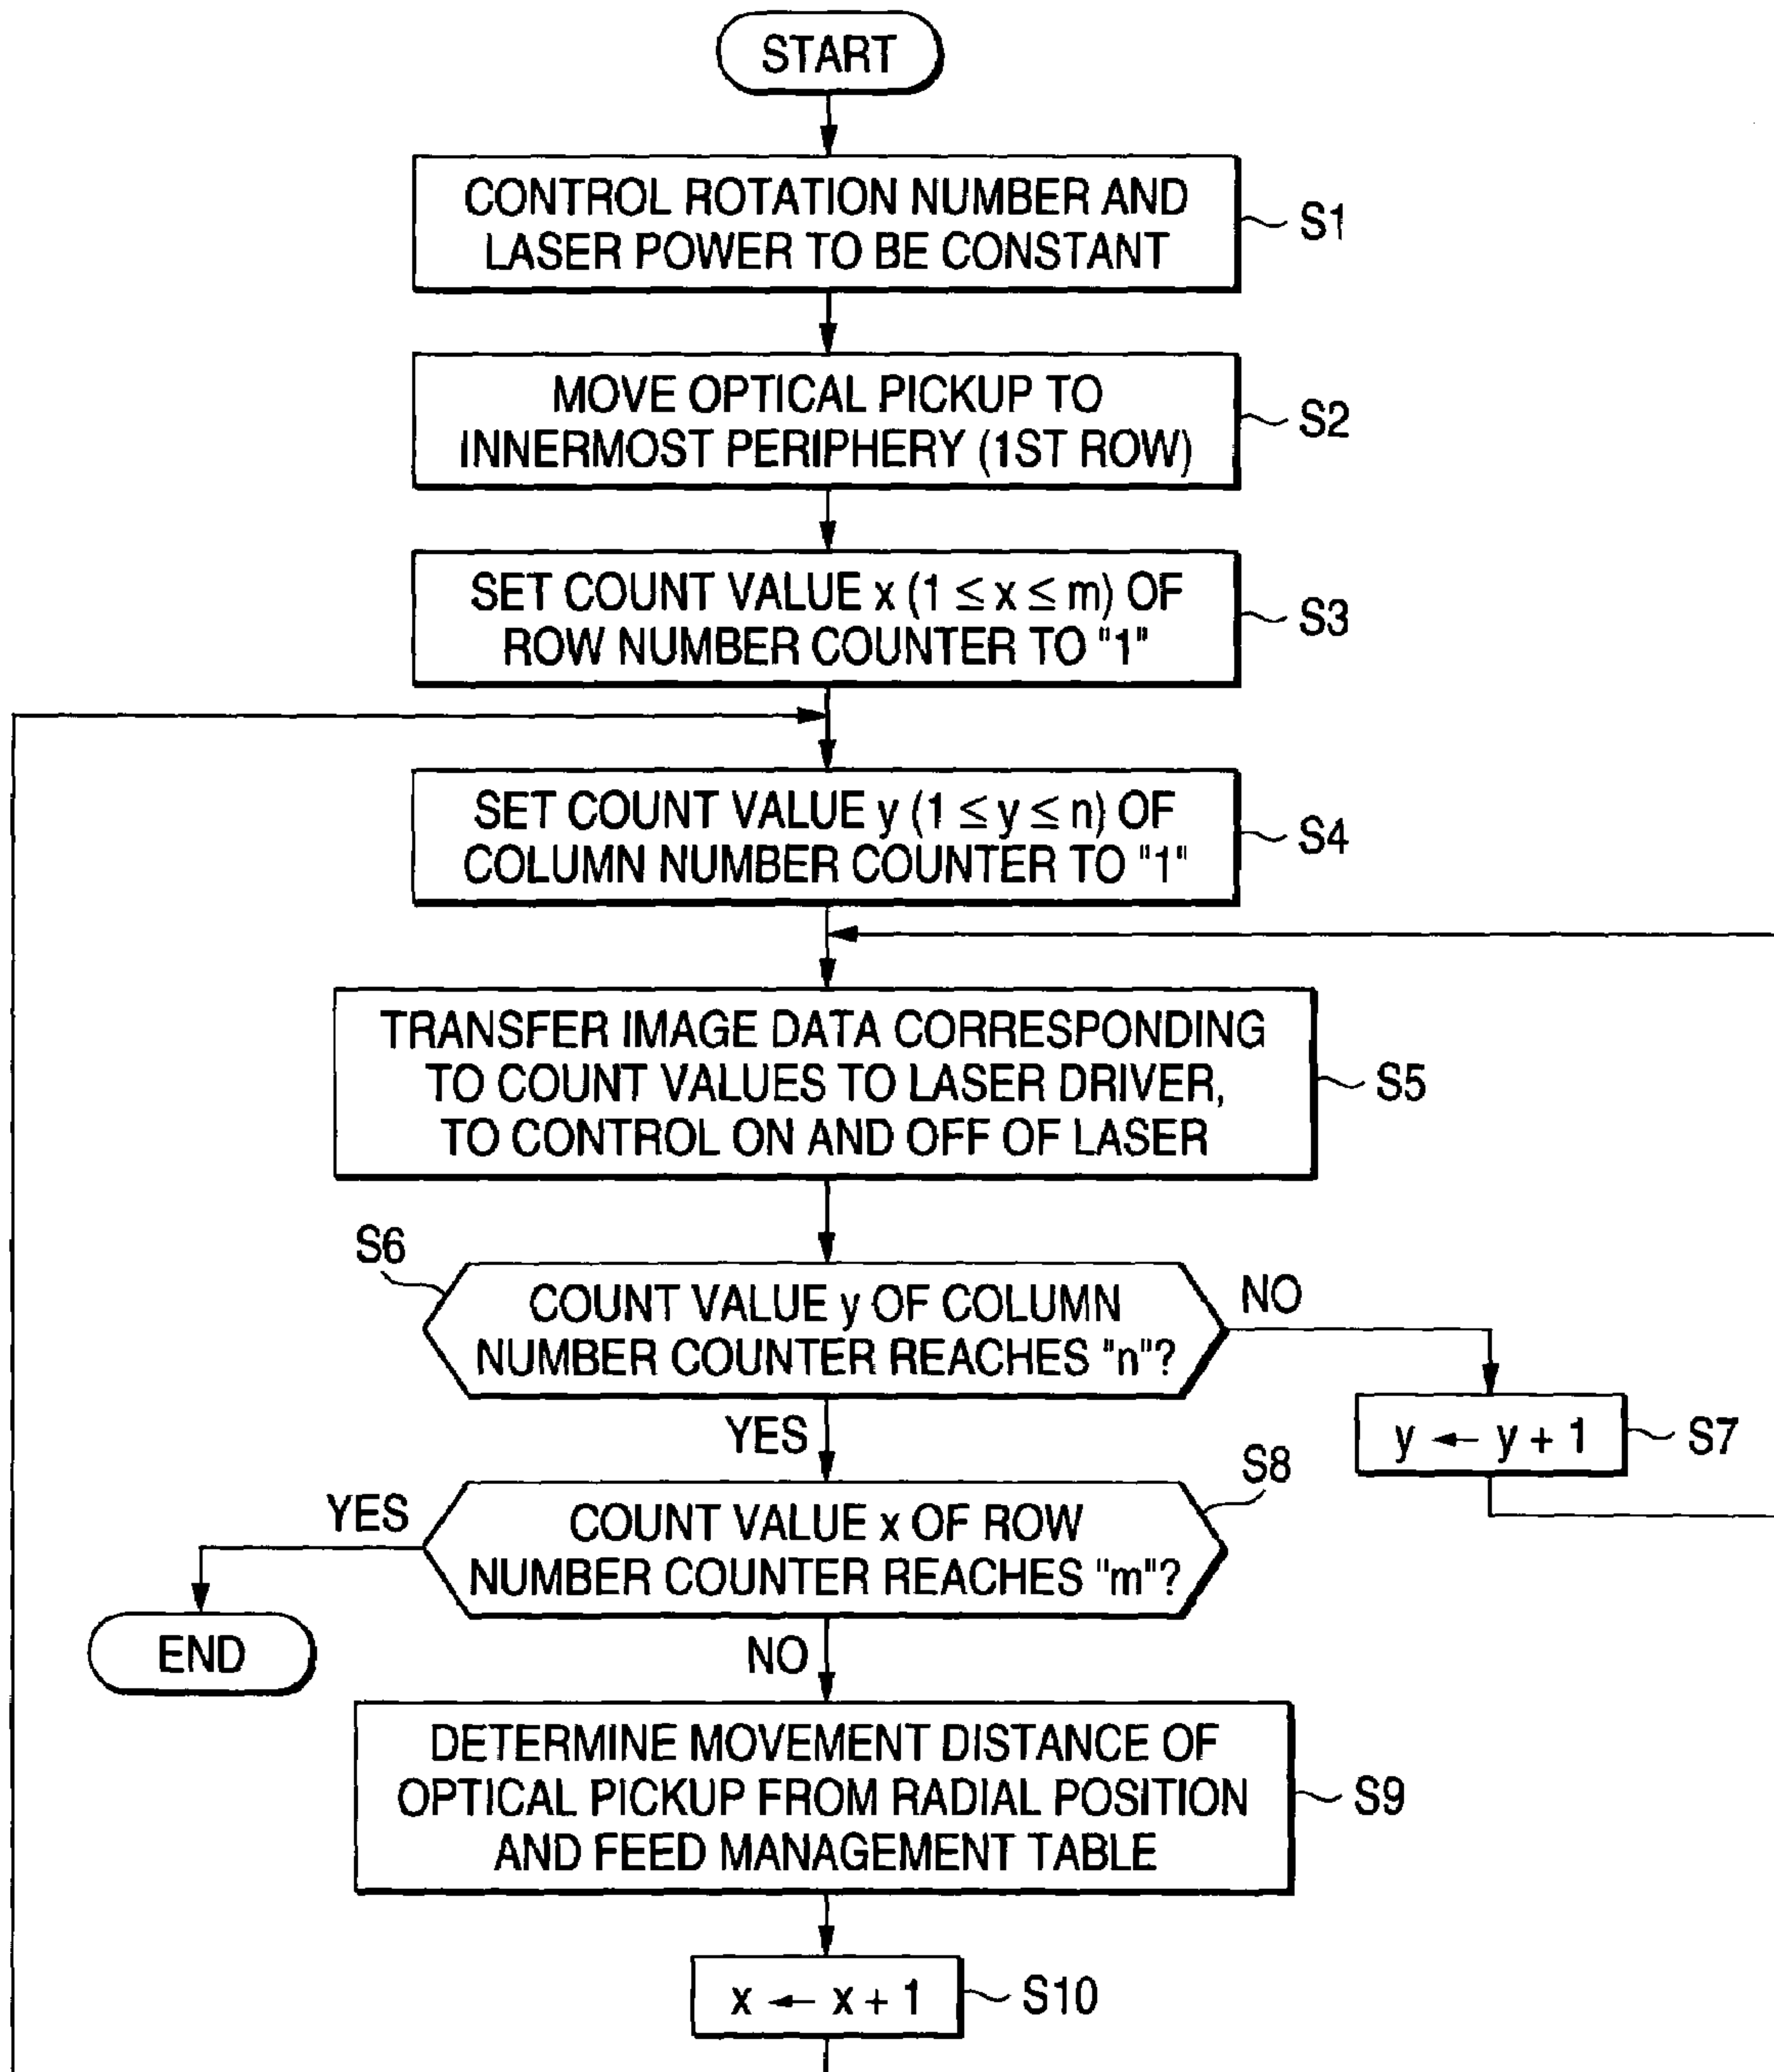 START
CONTROL ROTATION NUMBER AND
LASER POWER TO BE CONSTANT
S1
MOVE OPTICAL PICKUP TO
INNERMOST PERIPHERY (1ST ROW)
S2
SET COUNT VALUE x (1 ≤ x ≤ m) OF
ROW NUMBER COUNTER TO "1"
S3
SET COUNT VALUE y (1 ≤ y ≤ n) OF
COLUMN NUMBER COUNTER TO "1"
S4
TRANSFER IMAGE DATA CORRESPONDING
TO COUNT VALUES TO LASER DRIVER,
TO CONTROL ON AND OFF OF LASER
S5
S6
COUNT VALUE y OF COLUMN
NUMBER COUNTER REACHES "n"?
NO
YES
y ← y + 1
S7
S8
COUNT VALUE x OF ROW
NUMBER COUNTER REACHES "m"?
YES
END
NO
DETERMINE MOVEMENT DISTANCE OF
OPTICAL PICKUP FROM RADIAL POSITION
AND FEED MANAGEMENT TABLE
S9
x ← x + 1
S10